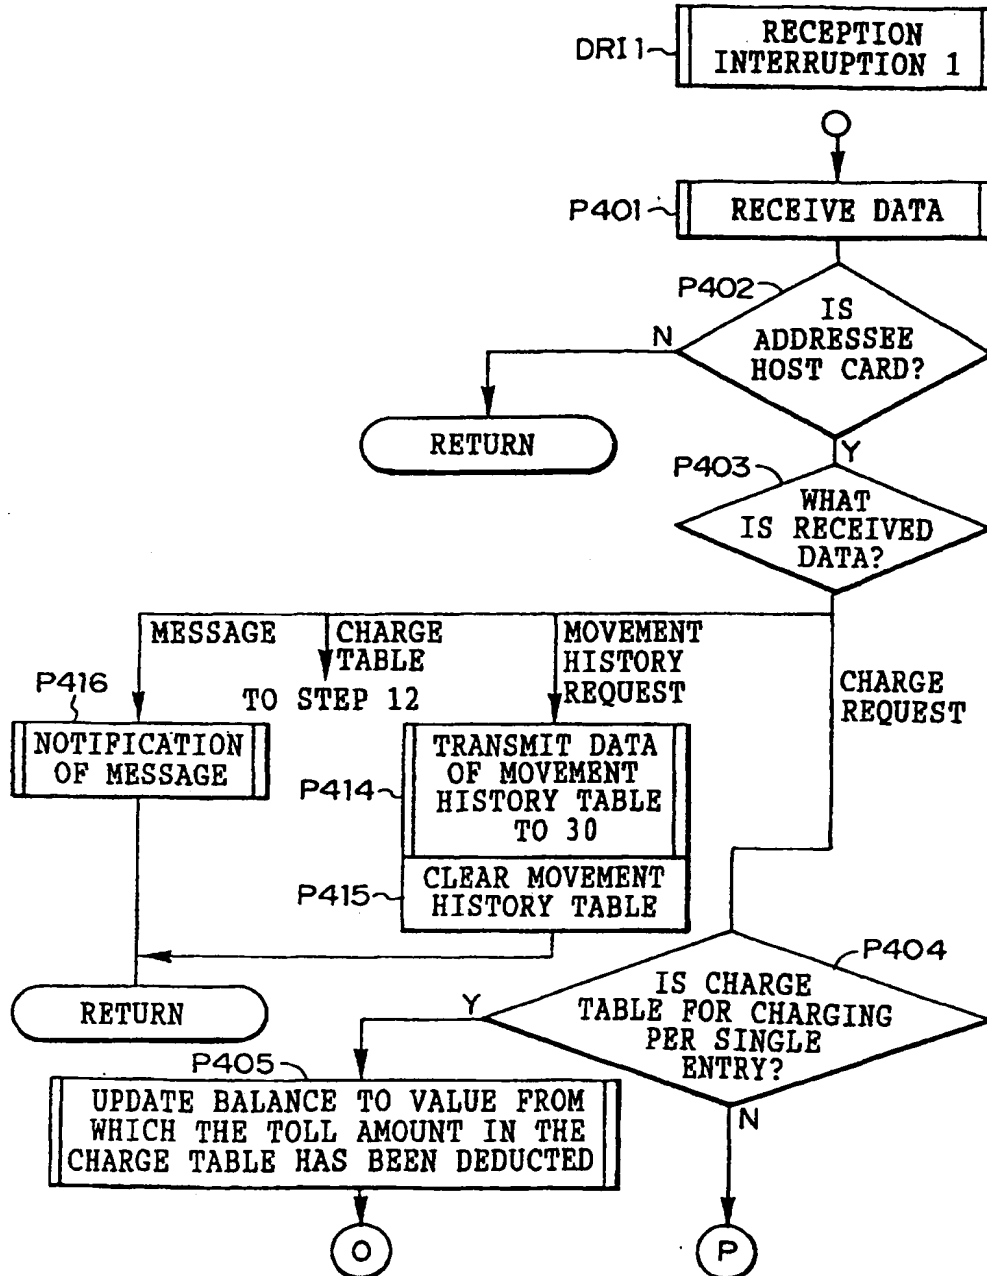 DRI1
RECEPTION
INTERRUPTION 1
P401
RECEIVE DATA
P402
IS
ADDRESSEE
HOST CARD?
N
RETURN
Y
P403
WHAT
IS RECEIVED
DATA?
MESSAGE
CHARGE
TABLE
TO STEP 12
MOVEMENT
HISTORY
REQUEST
CHARGE
REQUEST
P416
NOTIFICATION
OF MESSAGE
P414
TRANSMIT DATA
OF MOVEMENT
HISTORY TABLE
TO 30
P415
CLEAR MOVEMENT
HISTORY TABLE
RETURN
P404
IS CHARGE
TABLE FOR CHARGING
PER SINGLE
ENTRY?
Y
P405
UPDATE BALANCE TO VALUE FROM
WHICH THE TOLL AMOUNT IN THE
CHARGE TABLE HAS BEEN DEDUCTED
N
O
P